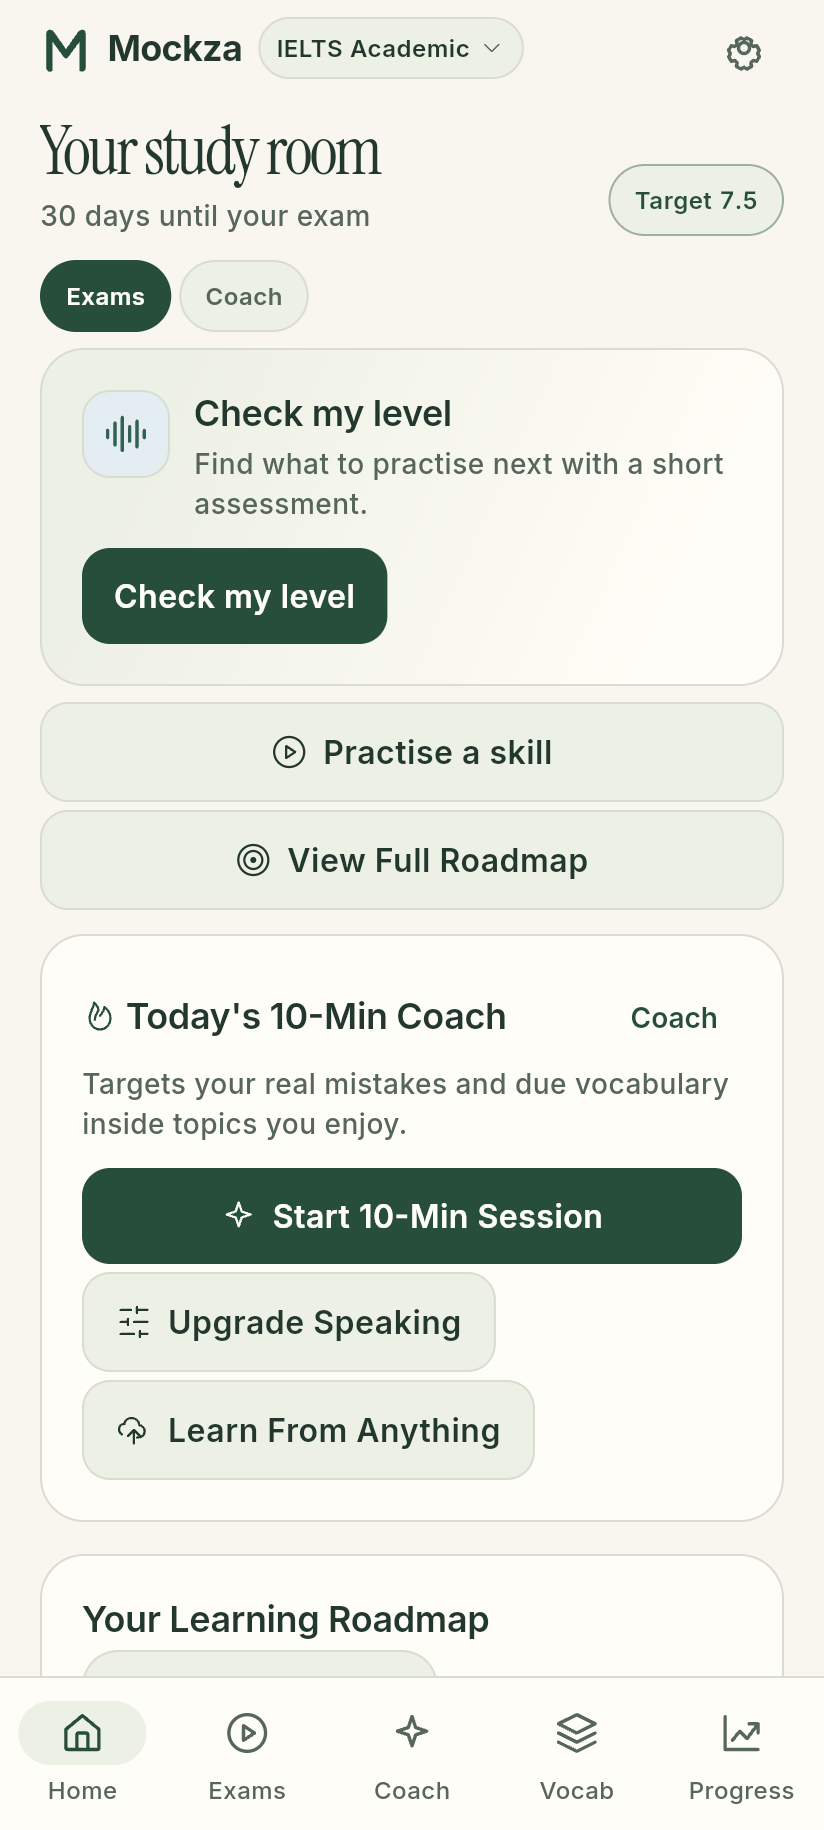 Mockza
IELTS Academic
Your study room
30 days until your exam
Target 7.5
Exams
Coach
Check my level
Find what to practise next with a short
assessment.
Check my level
Practise a skill
View Full Roadmap
Today's 10-Min Coach
Coach
Targets your real mistakes and due vocabulary
inside topics you enjoy.
Start 10-Min Session
Upgrade Speaking
Learn From Anything
Your Learning Roadmap
Home
Exams
Coach
Vocab
Progress